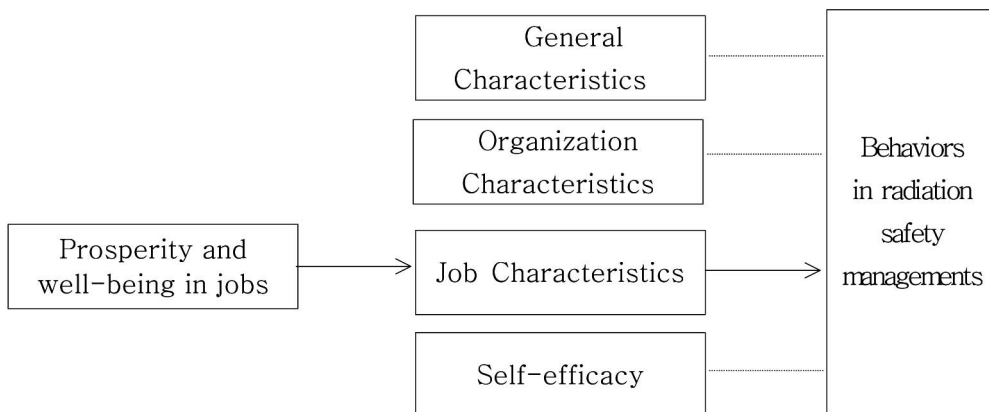 General
Characteristics
Organization
Characteristics
Prosperity and
well-being in jobs
Job Characteristics
Self-efficacy
Behaviors
in radiation
safety
managements